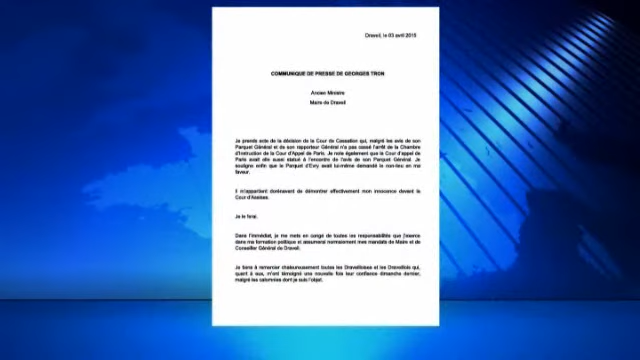 Draveil, le 03 avril 2015
COMMUNIQUE DE PRESSE DE GEORGES TRON
Ancien Ministre
Maire de Draveil
Je prends acte de la décision de la Cour de Cassation qui, malgré les avis de son
Parquet Général et de son rapporteur Général n'a pas cassé l'arrêt de la Chambre
d'Instruction de la Cour d'Appel de Paris. Je note également que la Cour d'appel de
Paris avait elle aussi statué à l'encontre de l'avis de son Parquet Général. Je
souligne enfin que le Parquet d'Evry avait lui-même demandé le non-lieu en ma
faveur.
Il m'appartient dorénavant de démontrer effectivement mon innocence devant la
Cour d'Assises.
Je le ferai.
Dans l'immédiat, je me mets en congé de toutes les responsabilités que j'exerce
dans ma formation politique et assumerai normalement mes mandats de Maire et de
Conseiller Général de Draveil.
Je tiens à remercier chaleureusement toutes les Draveilloises et les Draveillois qui,
quant à eux, m'ont témoigné une nouvelle fois leur confiance dimanche dernier,
malgré les calomnies dont je suis l'objet.